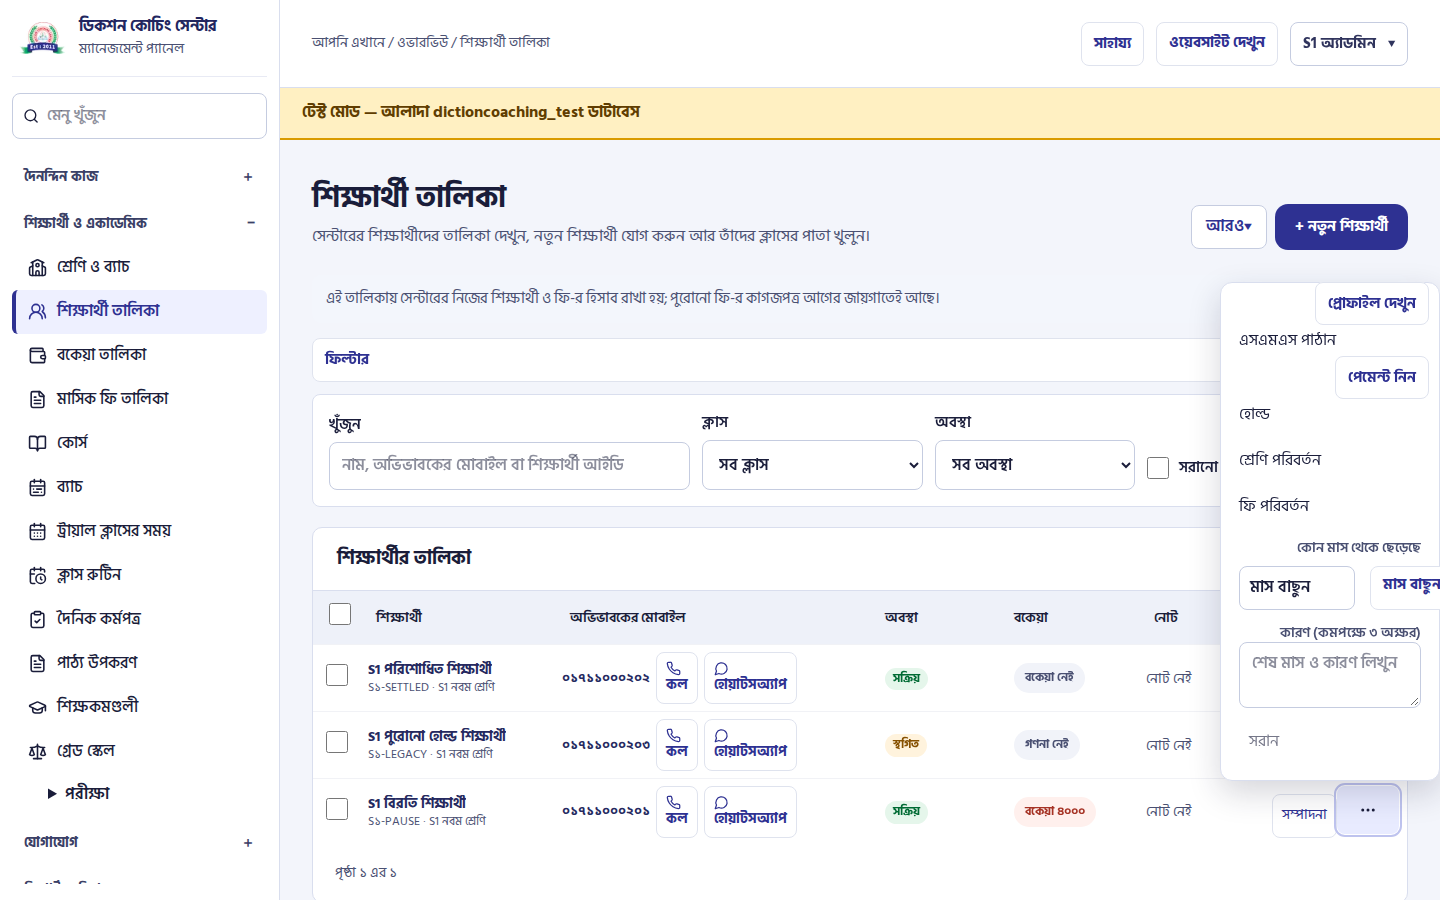 ডিকশন কোচিং সেন্টার
ম্যানেজমেন্ট প্যানেল
Est : 2011
মেনু খুঁজুন
দৈনন্দিন কাজ +
শিক্ষার্থী ও একাডেমিক −
শ্রেণি ও ব্যাচ
শিক্ষার্থী তালিকা
বকেয়া তালিকা
মাসিক ফি তালিকা
কোর্স
ব্যাচ
ট্রায়াল ক্লাসের সময়
ক্লাস রুটিন
দৈনিক কর্মপত্র
পাঠ্য উপকরণ
শিক্ষকমণ্ডলী
গ্রেড স্কেল
▶ পরীক্ষা
যোগাযোগ +
আপনি এখানে / ওভারভিউ / শিক্ষার্থী তালিকা
সাহায্য
ওয়েবসাইট দেখুন
S1 অ্যাডমিন ▾
টেস্ট মোড — আলাদা dictioncoaching_test ডাটাবেস
শিক্ষার্থী তালিকা
সেন্টারের শিক্ষার্থীদের তালিকা দেখুন, নতুন শিক্ষার্থী যোগ করুন আর তাঁদের ক্লাসের পাতা খুলুন।
আরও▾
+ নতুন শিক্ষার্থী
এই তালিকায় সেন্টারের নিজের শিক্ষার্থী ও ফি-র হিসাব রাখা হয়; পুরোনো ফি-র কাগজপত্র আগের জায়গাতেই আছে।
ফিল্টার
খুঁজুন
নাম, অভিভাবকের মোবাইল বা শিক্ষার্থী আইডি
ক্লাস
সব ক্লাস
অবস্থা
সব অবস্থা
সরানো
শিক্ষার্থীর তালিকা
শিক্ষার্থী অভিভাবকের মোবাইল অবস্থা বকেয়া নোট
S1 পরিশোধিত শিক্ষার্থী
S১-SETTLED · S1 নবম শ্রেণি
০১৭১১০০০২০২ কল হোয়াটসঅ্যাপ সক্রিয় বকেয়া নেই নোট নেই
S1 পুরোনো হোল্ড শিক্ষার্থী
S১-LEGACY · S1 নবম শ্রেণি
০১৭১১০০০২০৩ কল হোয়াটসঅ্যাপ স্থগিত গণনা নেই নোট নেই
S1 বিরতি শিক্ষার্থী
S১-PAUSE · S1 নবম শ্রেণি
০১৭১১০০০২০১ কল হোয়াটসঅ্যাপ সক্রিয় বকেয়া ৪০০০ নোট নেই সম্পাদনা ...
পৃষ্ঠা ১ এর ১
প্রোফাইল দেখুন
এসএমএস পাঠান
পেমেন্ট নিন
হোল্ড
শ্রেণি পরিবর্তন
ফি পরিবর্তন
কোন মাস থেকে ছেড়েছে
মাস বাছুন মাস বাছুন
কারণ (কমপক্ষে ৩ অক্ষর)
শেষ মাস ও কারণ লিখুন
সরান